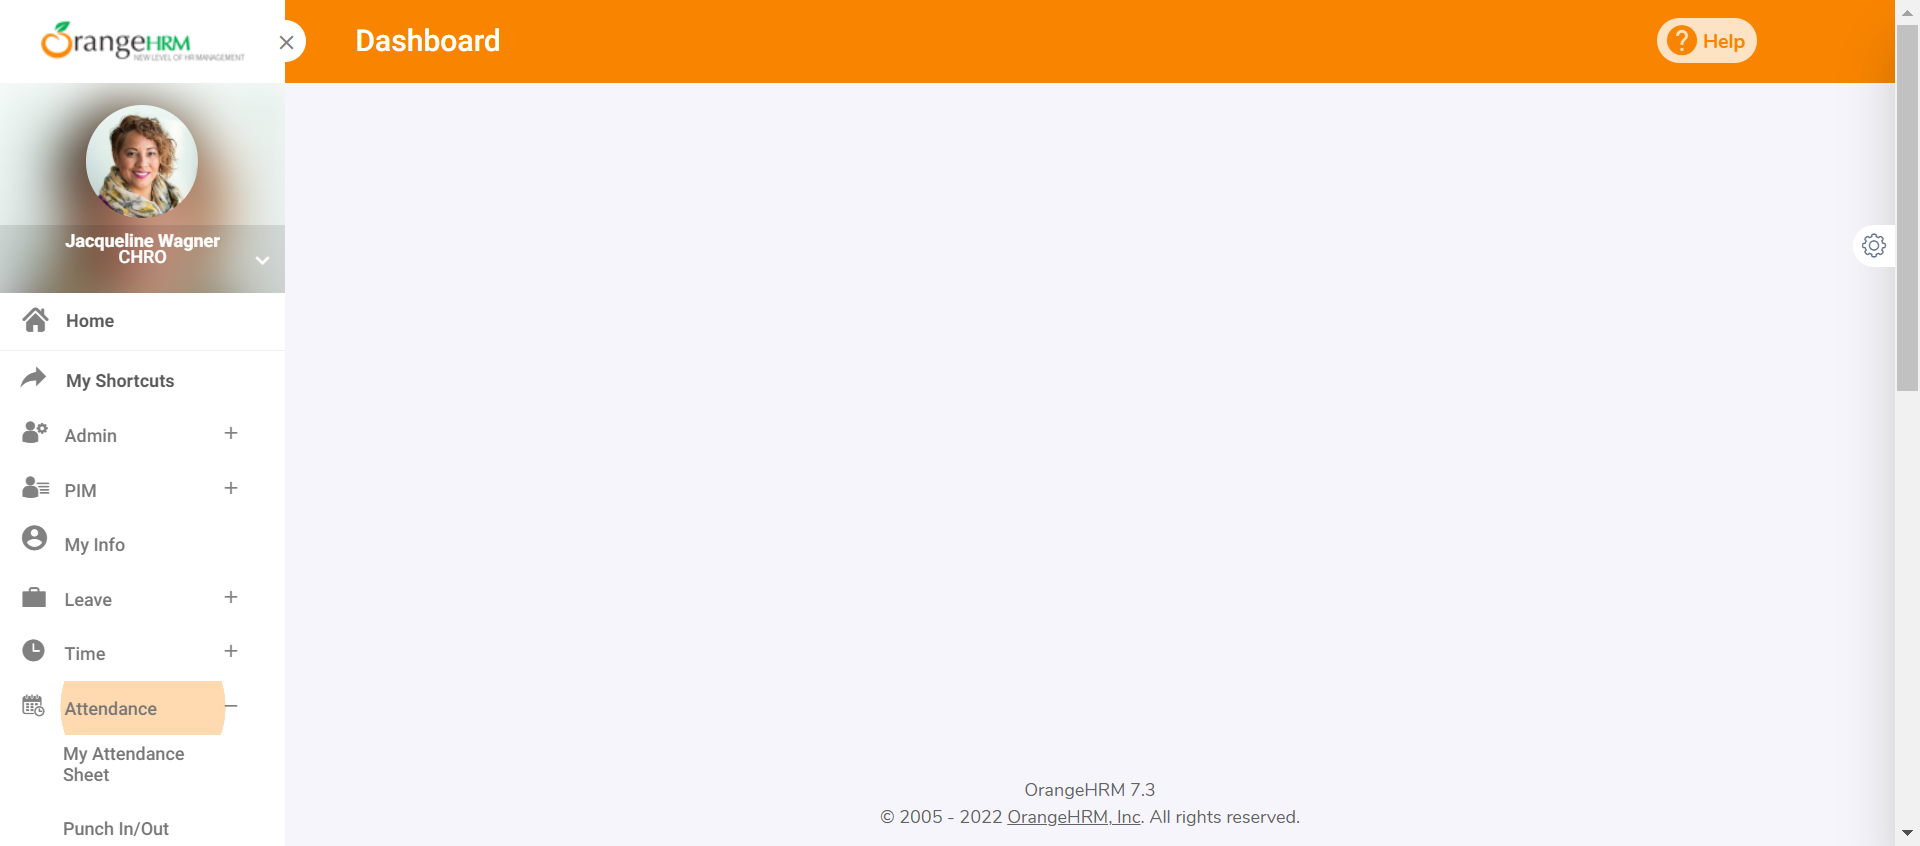 OrangeHRM
NEW LEVEL OF HR MANAGEMENT
Dashboard
Help
Jacqueline Wagner
CHRO
Home
My Shortcuts
Admin
PIM
My Info
Leave
Time
Attendance
My Attendance
Sheet
Punch In/Out
OrangeHRM 7.3
© 2005 - 2022 OrangeHRM, Inc. All rights reserved.